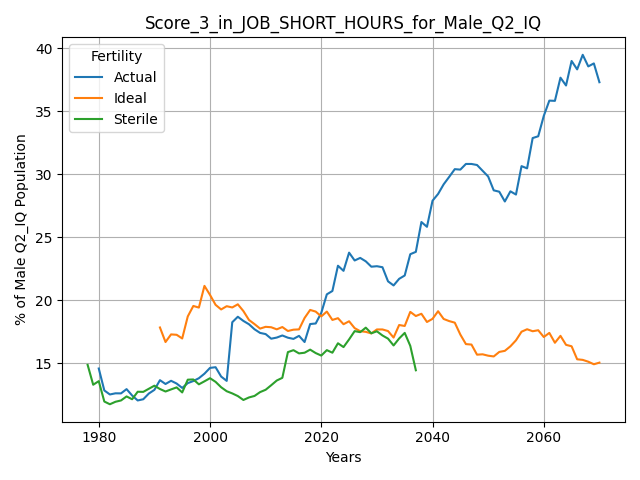 Score_3_in_JOB_SHORT_HOURS_for_Male_Q2_IQ
Fertility
Actual
Ideal
Sterile
% of Male Q2_IQ Population
40
35
30
25
20
15
1980
2000
2020
2040
2060
Years